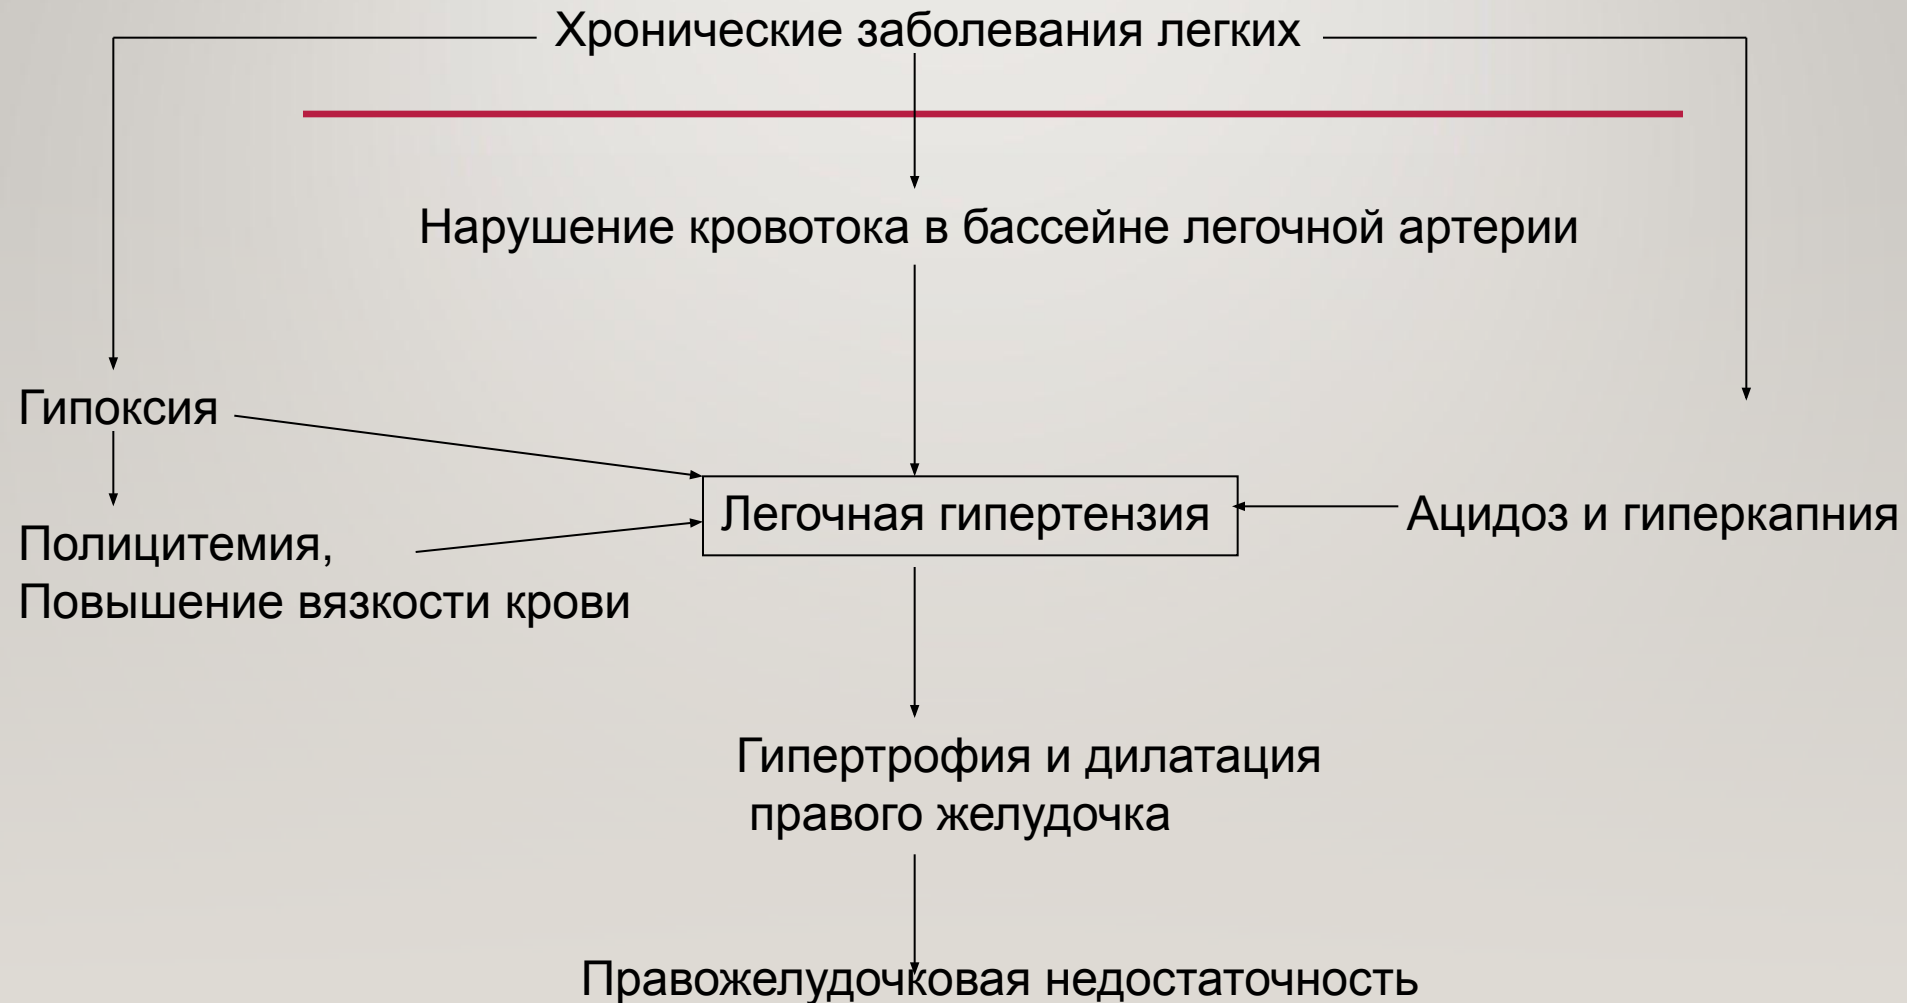 Хронические заболевания легких
Нарушение кровотока в бассейне легочной артерии
Гипоксия
Легочная гипертензия
Ацидоз и гиперкапния
Полицитемия,
Повышение вязкости крови
Гипертрофия и дилатация
правого желудочка
Правожелудочковая недостаточность